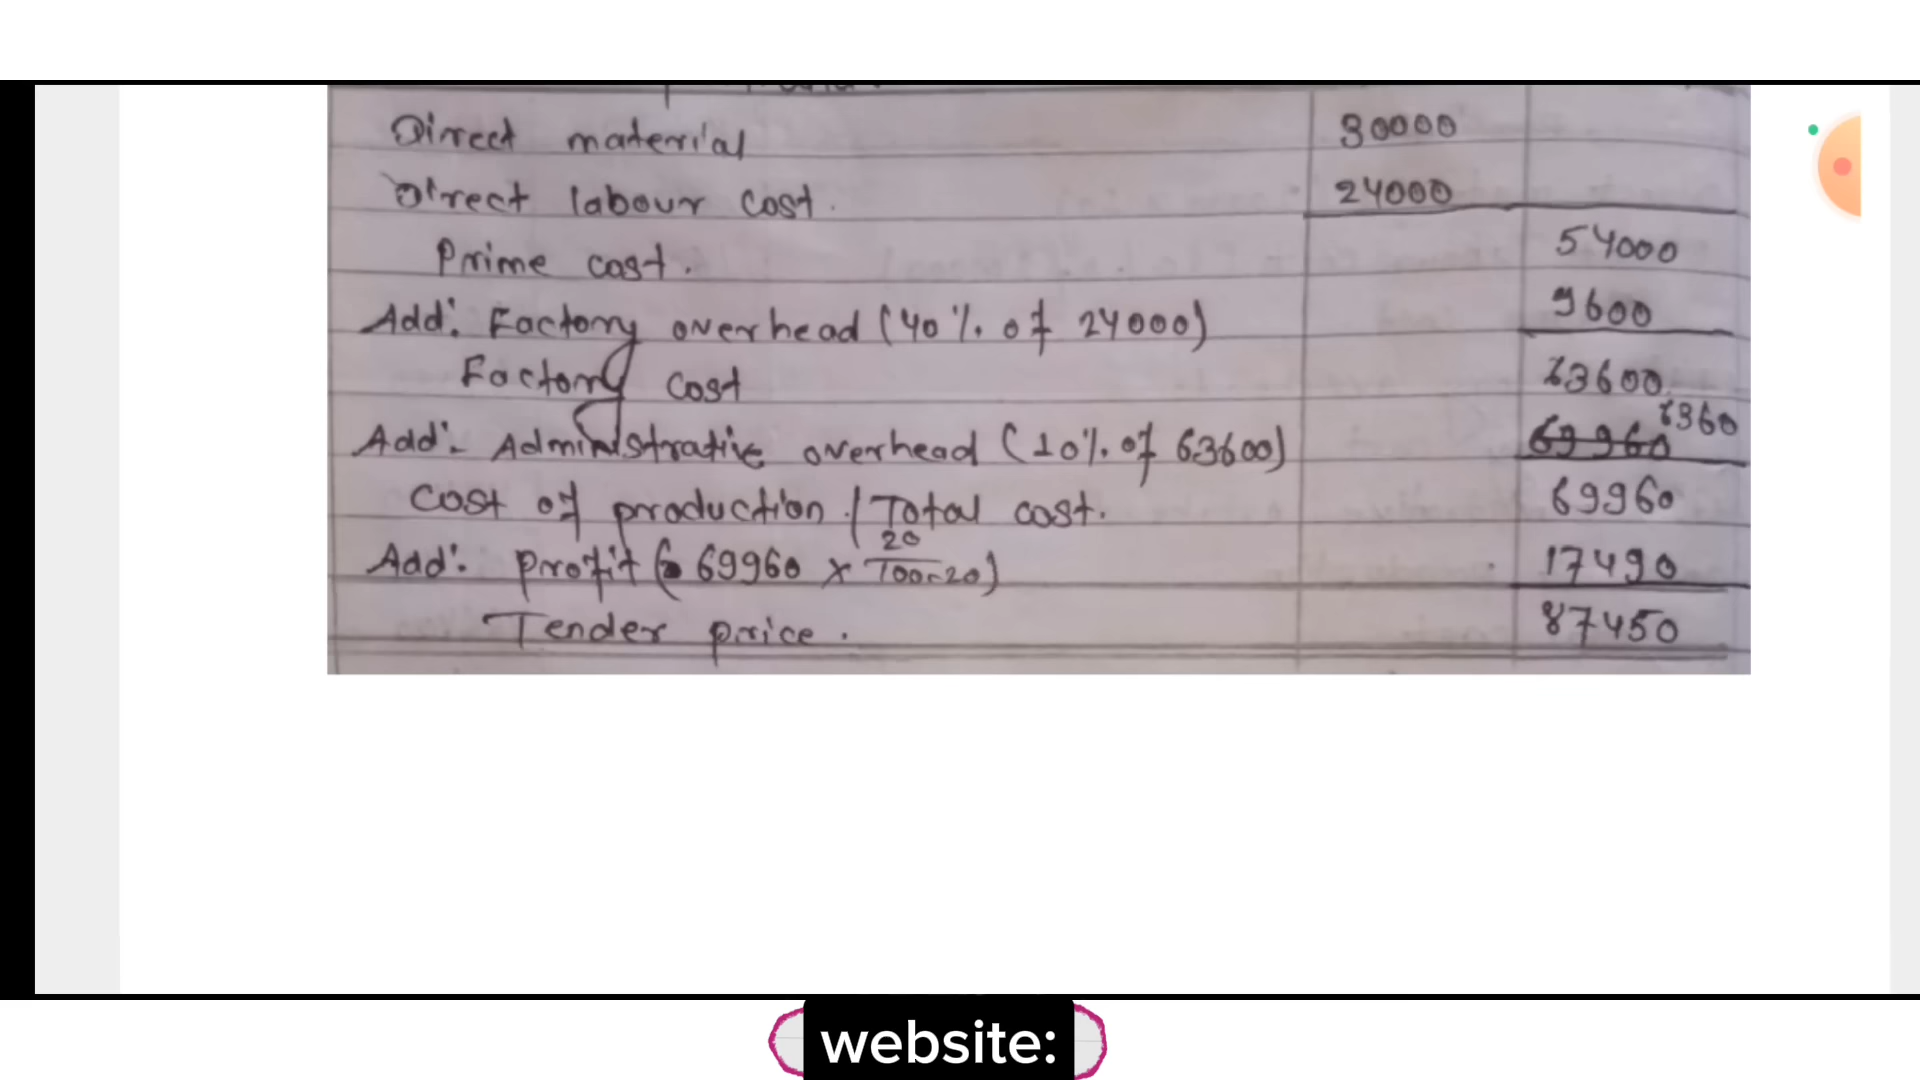 Direct material 30000
Direct labour cost. 24000
Prime cost. 54000
Add: Factory overhead (40% of 24000) 9600
Factory cost 63600
6360
Add: Administrative overhead (10% of 63600) 69960
Cost of production / Total cost. 69960
Add: profit (69960 x 20/100-20) 17490
Tender price. 87450
website: